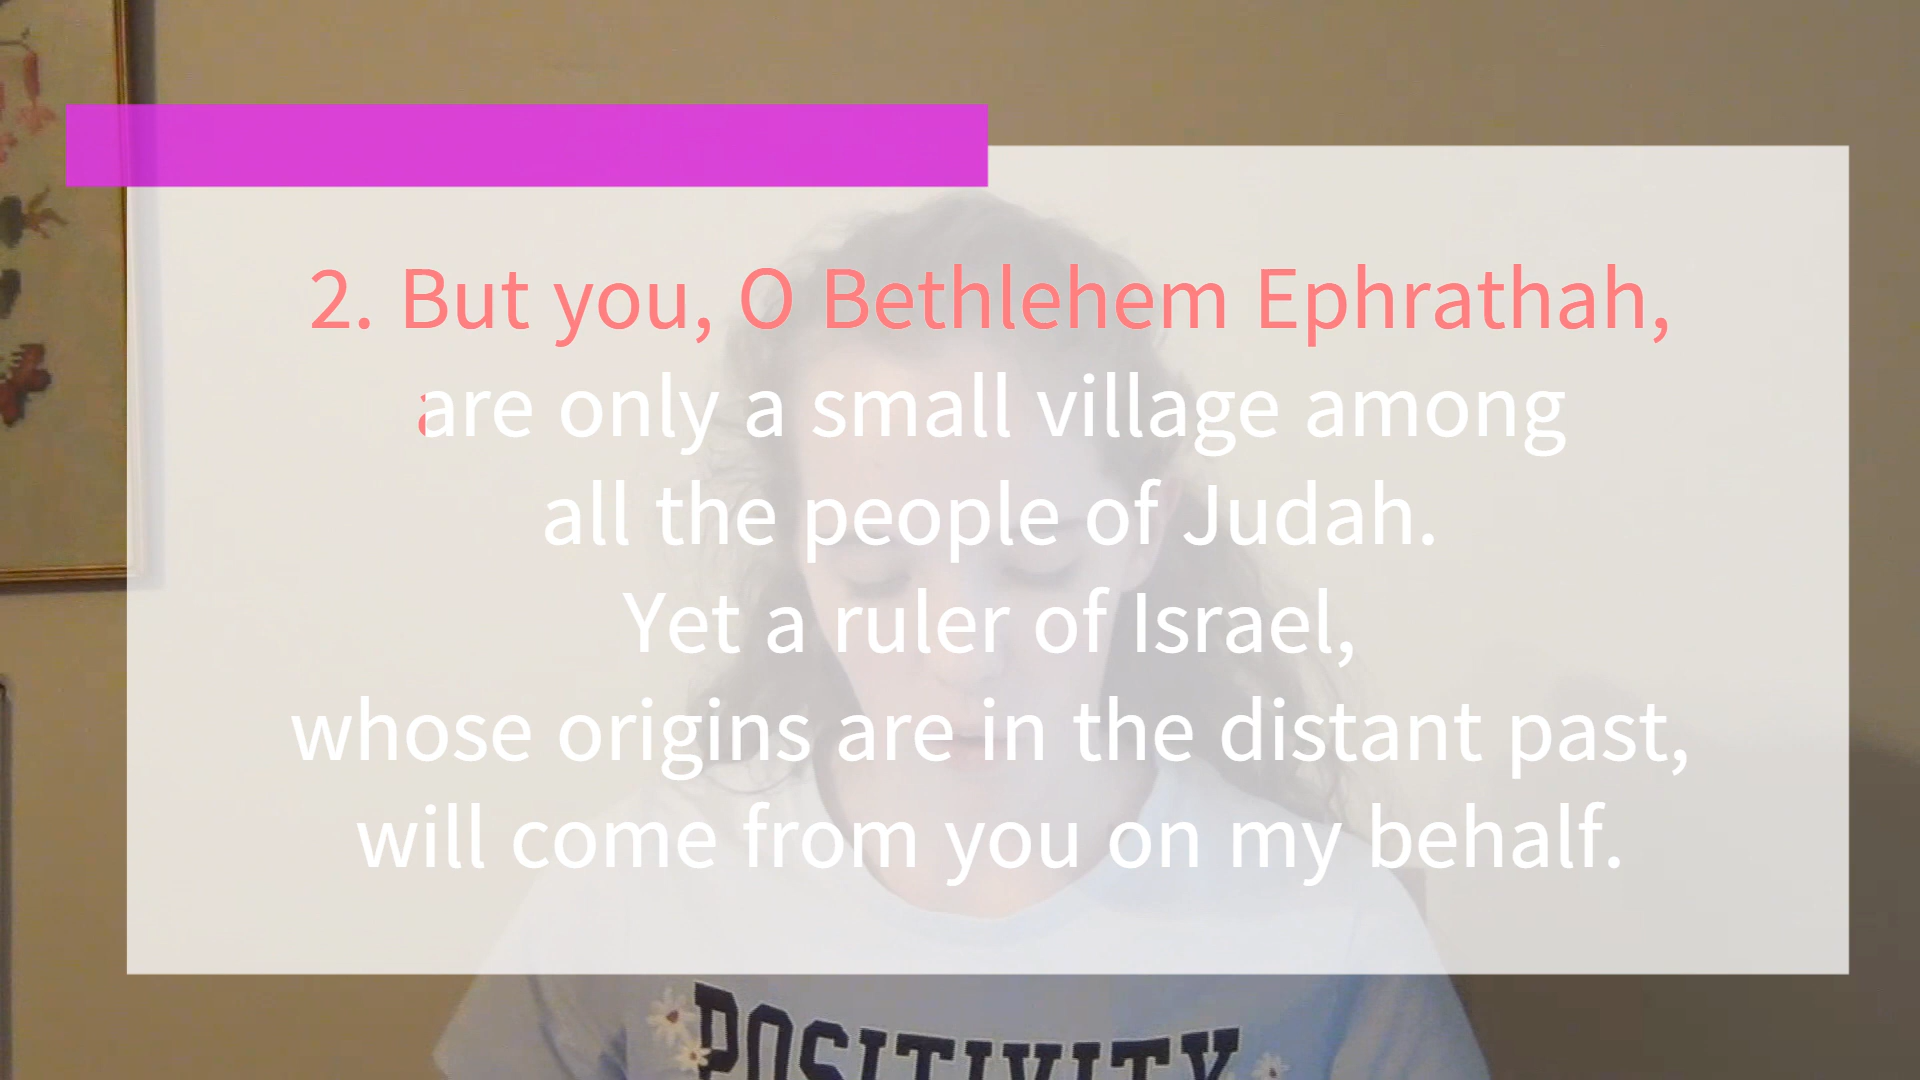 2. But you, O Bethlehem Ephrathah,
are only a small village among
all the people of Judah.
Yet a ruler of Israel,
whose origins are in the distant past,
will come from you on my behalf.
POSITIVITY